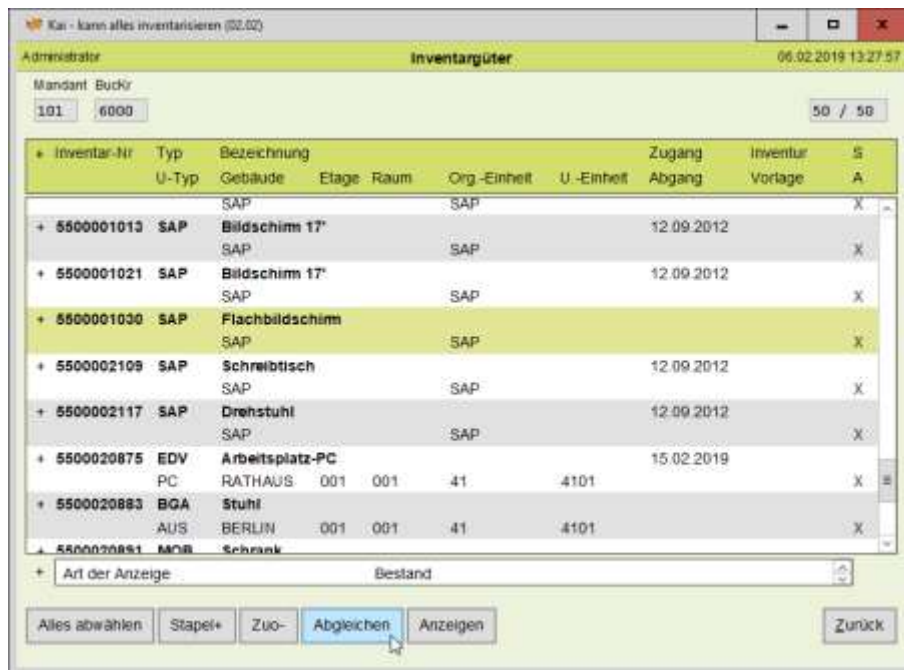 Kai - kann alles inventarisieren (02.02)
Administrator Inventargüter 06.02.2019 13:27:57
Mandant BucKr
101 6000 50 / 50
+ Inventar-Nr Typ Bezeichnung Zugang Inventur S
U-Typ Gebäude Etage Raum Org.-Einheit U.-Einheit Abgang Vorlage A
SAP SAP X
+ 5500001013 SAP Bildschirm 17" 12.09.2012
SAP SAP X
+ 5500001021 SAP Bildschirm 17" 12.09.2012
SAP SAP X
+ 5500001030 SAP Flachbildschirm
SAP SAP X
+ 5500002109 SAP Schreibtisch 12.09.2012
SAP SAP X
+ 5500002117 SAP Drehstuhl 12.09.2012
SAP SAP X
+ 5500020875 EDV Arbeitsplatz-PC 15.02.2019
PC RATHAUS 001 001 41 4101 X
+ 5500020883 BGA Stuhl
AUS BERLIN 001 001 41 4101 X
+ 5500020891 MOB Schrank
+ Art der Anzeige Bestand
Alles abwählen Stapel+ Zuo- Abgleichen Anzeigen Zurück